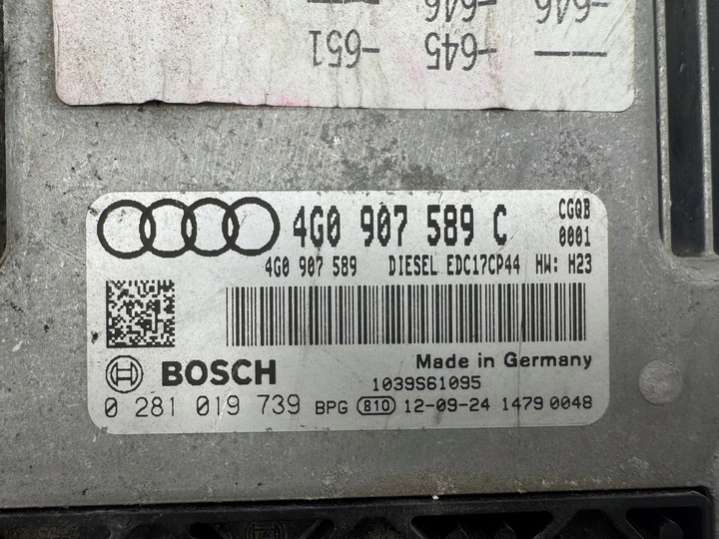 -646 -646
-651 -645 —
4G0 907 589 C CGQB
0001
4G0 907 589 DIESEL EDC17CP44 HW: H23
BOSCH Made in Germany
1039S61095
0 281 019 739 BPG 810 12-09-24 1479 0048
BOSCH